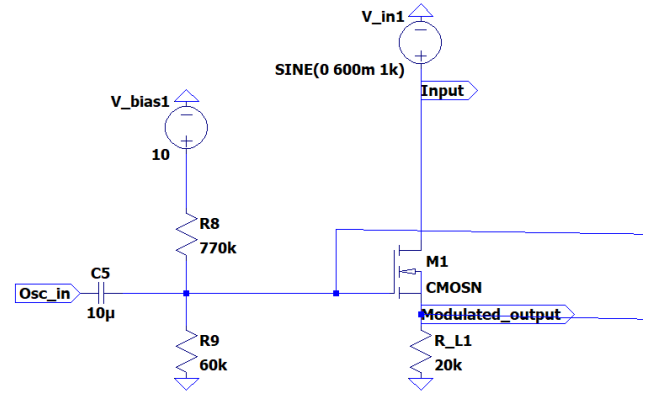 V_in1
SINE(0 600m 1k)
Input
V_bias1
10
R8
770k
M1
CMOSN
C5
Osc_in
10µ
Modulated_output
R9
60k
R_L1
20k